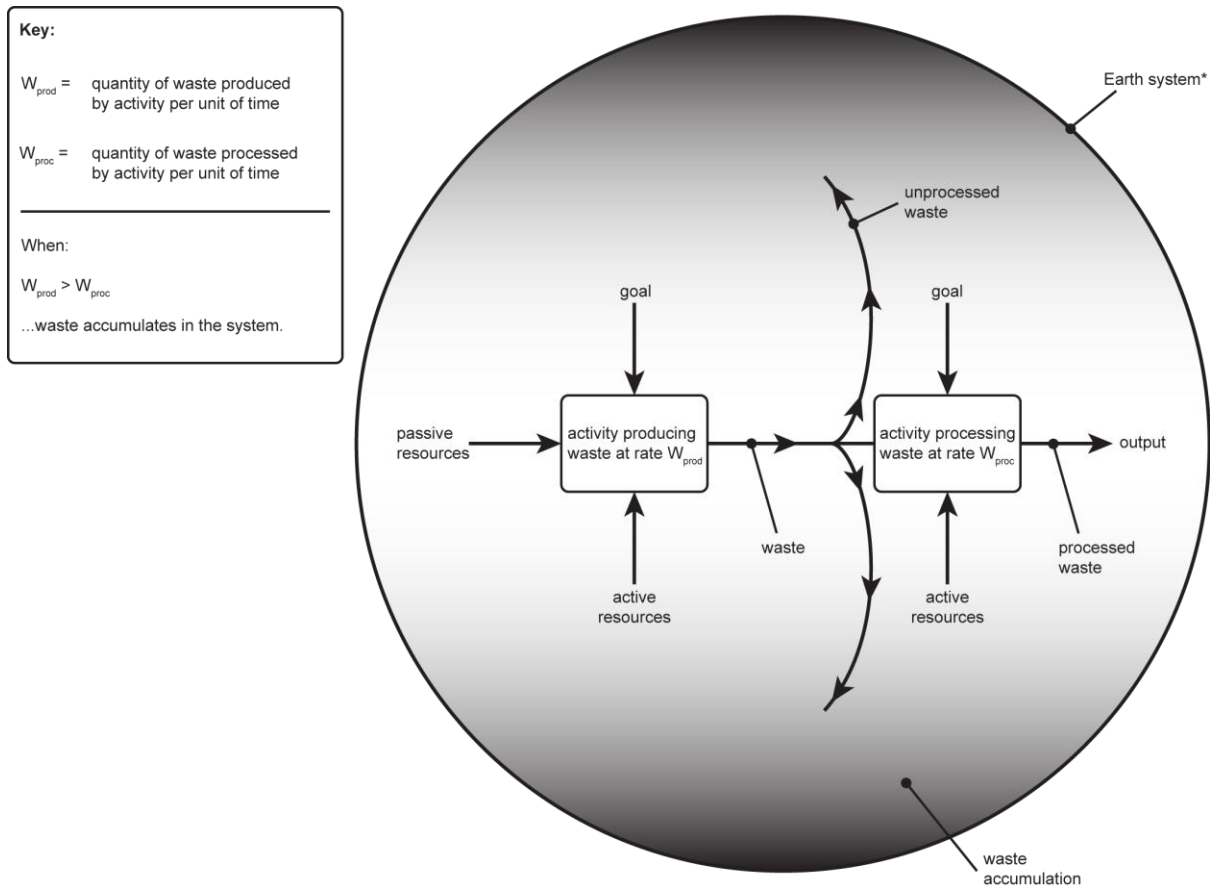 Key:
W_prod = quantity of waste produced
by activity per unit of time
W_proc = quantity of waste processed
by activity per unit of time
When:
W_prod > W_proc
...waste accumulates in the system.
Earth system*
unprocessed
waste
goal
goal
passive
resources
activity producing
waste at rate W_prod
activity processing
waste at rate W_proc
output
waste
processed
waste
active
resources
active
resources
waste
accumulation